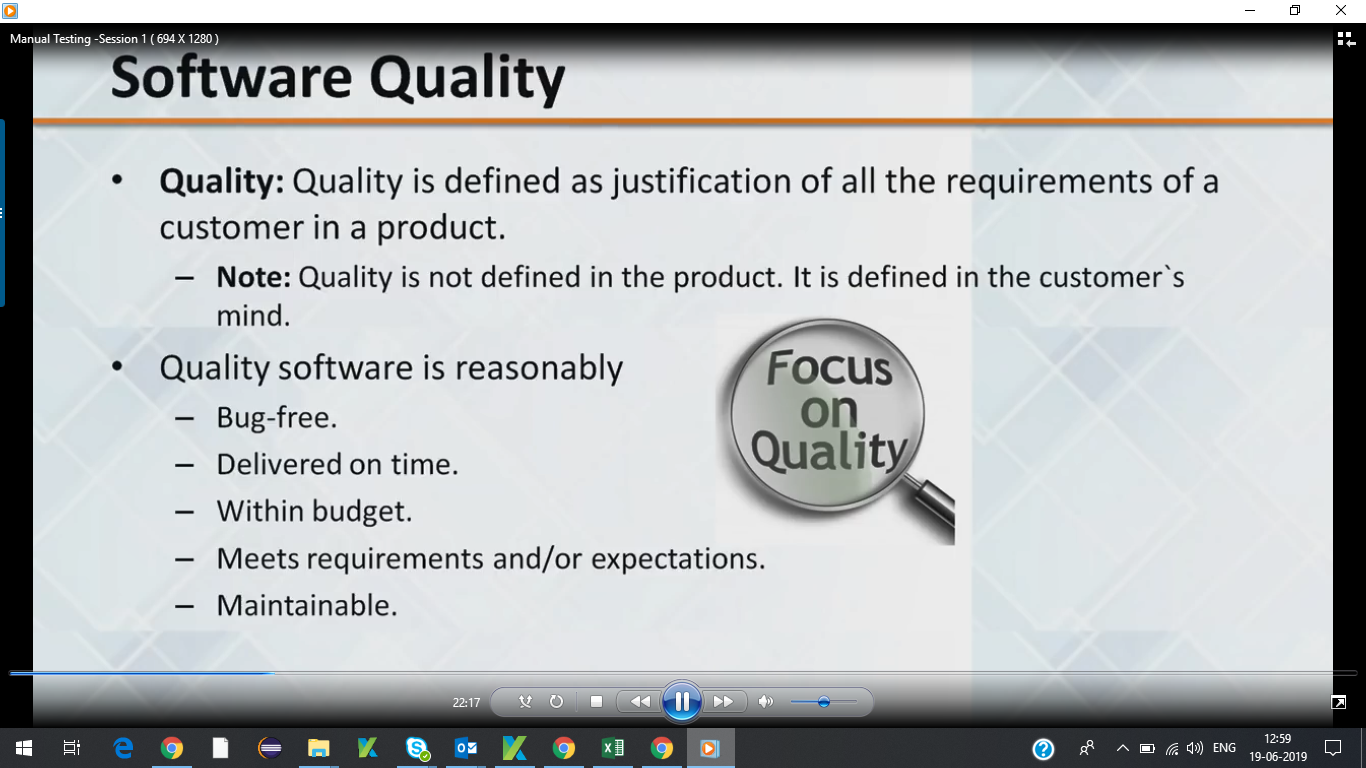 Manual Testing -Session 1 ( 694 X 1280 )
Software Quality
• Quality: Quality is defined as justification of all the requirements of a
customer in a product.
– Note: Quality is not defined in the product. It is defined in the customer`s
mind.
• Quality software is reasonably
– Bug-free.
– Delivered on time.
– Within budget.
– Meets requirements and/or expectations.
– Maintainable.
Focus
on
Quality
22:17
ENG
12:59
19-06-2019